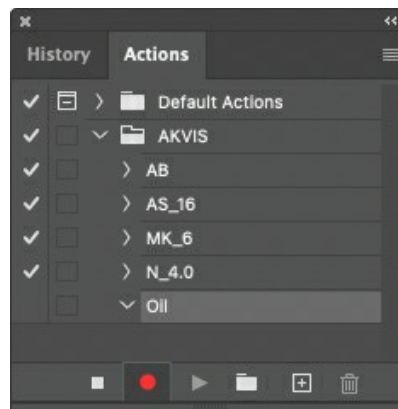 History Actions
Default Actions
AKVIS
AB
AS_16
MK_6
N_4.0
Oil